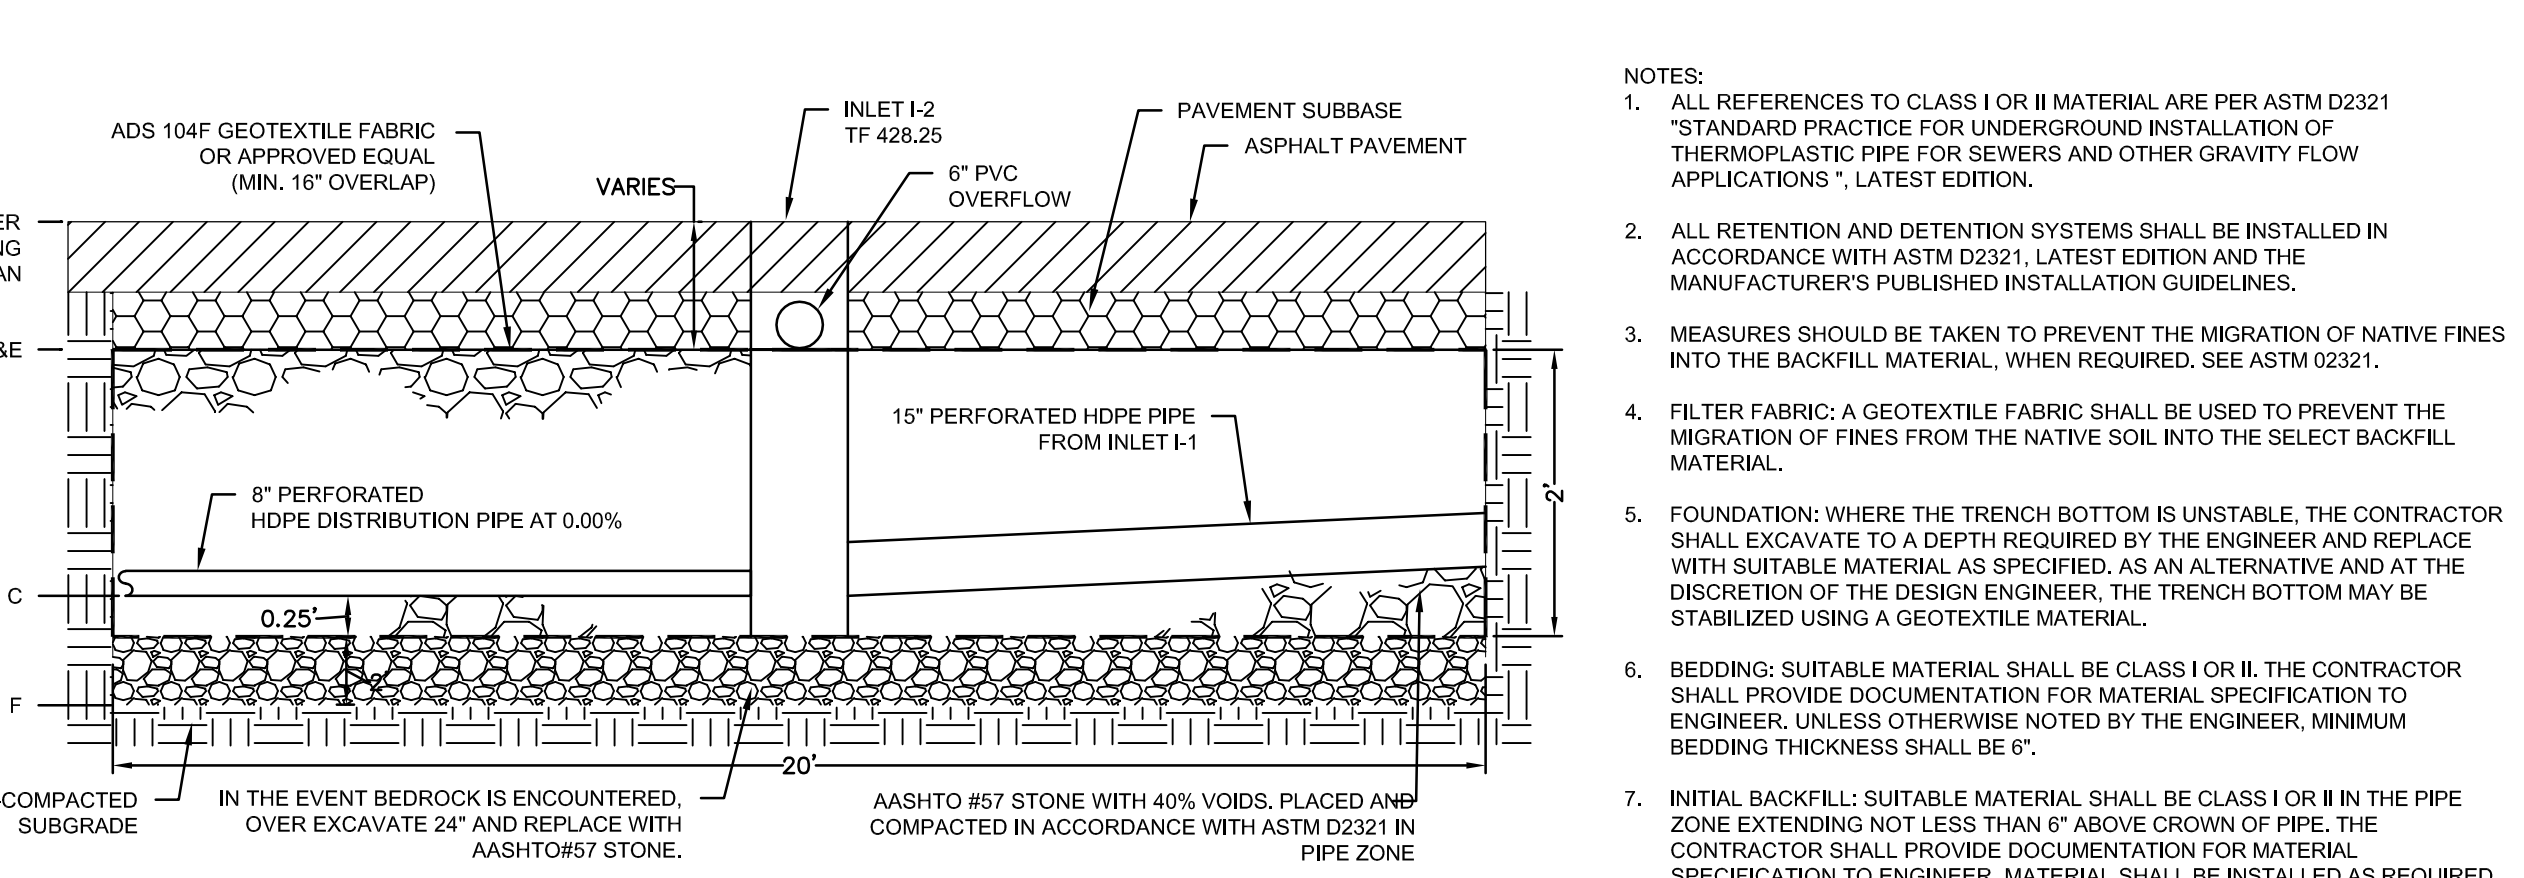 ADS 104F GEOTEXTILE FABRIC
OR APPROVED EQUAL
(MIN. 16" OVERLAP)
VARIES
INLET I-2
TF 428.25
6" PVC
OVERFLOW
PAVEMENT SUBBASE
ASPHALT PAVEMENT
ER
NG
AN
&E
15" PERFORATED HDPE PIPE
FROM INLET I-1
2'
8" PERFORATED
HDPE DISTRIBUTION PIPE AT 0.00%
C
0.25'
2'
F
20'
-COMPACTED
SUBGRADE
IN THE EVENT BEDROCK IS ENCOUNTERED,
OVER EXCAVATE 24" AND REPLACE WITH
AASHTO#57 STONE.
AASHTO #57 STONE WITH 40% VOIDS. PLACED AND
COMPACTED IN ACCORDANCE WITH ASTM D2321 IN
PIPE ZONE
NOTES:
1. ALL REFERENCES TO CLASS I OR II MATERIAL ARE PER ASTM D2321
"STANDARD PRACTICE FOR UNDERGROUND INSTALLATION OF
THERMOPLASTIC PIPE FOR SEWERS AND OTHER GRAVITY FLOW
APPLICATIONS ", LATEST EDITION.
2. ALL RETENTION AND DETENTION SYSTEMS SHALL BE INSTALLED IN
ACCORDANCE WITH ASTM D2321, LATEST EDITION AND THE
MANUFACTURER'S PUBLISHED INSTALLATION GUIDELINES.
3. MEASURES SHOULD BE TAKEN TO PREVENT THE MIGRATION OF NATIVE FINES
INTO THE BACKFILL MATERIAL, WHEN REQUIRED. SEE ASTM 02321.
4. FILTER FABRIC: A GEOTEXTILE FABRIC SHALL BE USED TO PREVENT THE
MIGRATION OF FINES FROM THE NATIVE SOIL INTO THE SELECT BACKFILL
MATERIAL.
5. FOUNDATION: WHERE THE TRENCH BOTTOM IS UNSTABLE, THE CONTRACTOR
SHALL EXCAVATE TO A DEPTH REQUIRED BY THE ENGINEER AND REPLACE
WITH SUITABLE MATERIAL AS SPECIFIED. AS AN ALTERNATIVE AND AT THE
DISCRETION OF THE DESIGN ENGINEER, THE TRENCH BOTTOM MAY BE
STABILIZED USING A GEOTEXTILE MATERIAL.
6. BEDDING: SUITABLE MATERIAL SHALL BE CLASS I OR II. THE CONTRACTOR
SHALL PROVIDE DOCUMENTATION FOR MATERIAL SPECIFICATION TO
ENGINEER. UNLESS OTHERWISE NOTED BY THE ENGINEER, MINIMUM
BEDDING THICKNESS SHALL BE 6".
7. INITIAL BACKFILL: SUITABLE MATERIAL SHALL BE CLASS I OR II IN THE PIPE
ZONE EXTENDING NOT LESS THAN 6" ABOVE CROWN OF PIPE. THE
CONTRACTOR SHALL PROVIDE DOCUMENTATION FOR MATERIAL
SPECIFICATION TO ENGINEER. MATERIAL SHALL BE INSTALLED AS REQUIRED